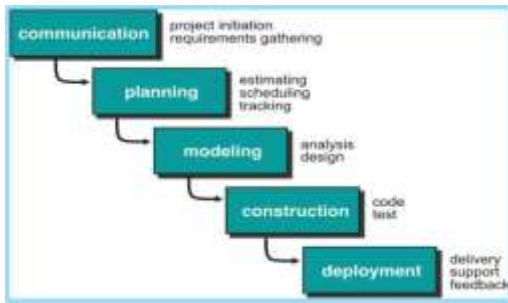 communication
project initiation
requirements gathering
planning
estimating
scheduling
tracking
modeling
analysis
design
construction
code
test
deployment
delivery
support
feedback